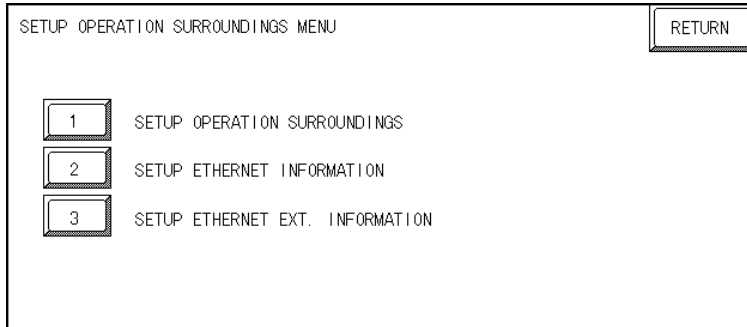 SETUP OPERATION SURROUNDINGS MENU RETURN
1 SETUP OPERATION SURROUNDINGS
2 SETUP ETHERNET INFORMATION
3 SETUP ETHERNET EXT. INFORMATION